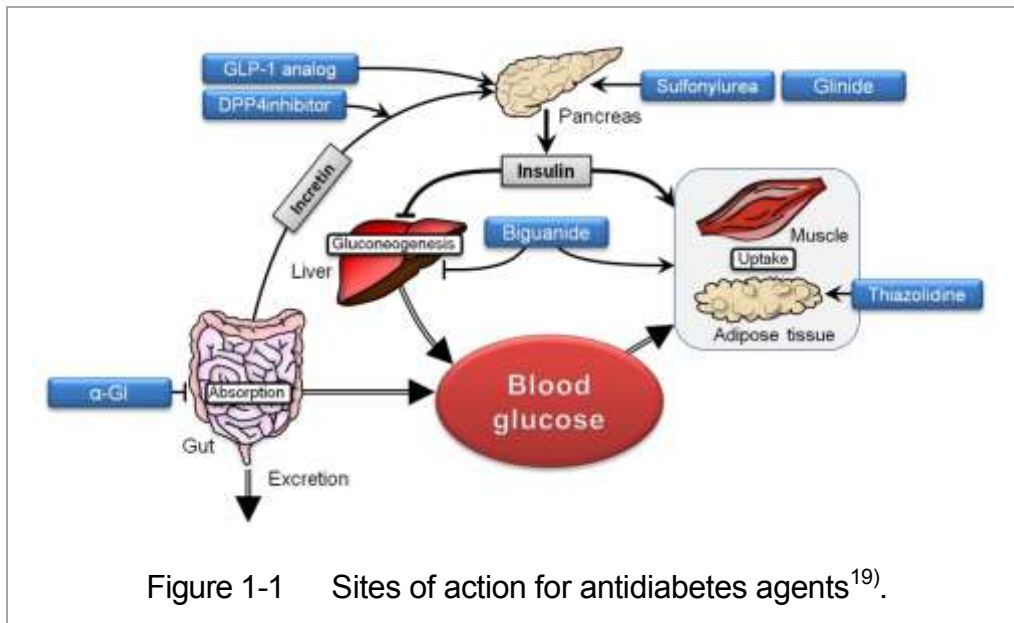 GLP-1 analog
DPP4inhibitor
Sulfonylurea
Glinide
Pancreas
Incretin
Insulin
Gluconeogenesis
Liver
Biguanide
Muscle
Uptake
Thiazolidine
Adipose tissue
α-GI
Absorption
Blood
glucose
Gut
Excretion
Figure 1-1 Sites of action for antidiabetes agents19).